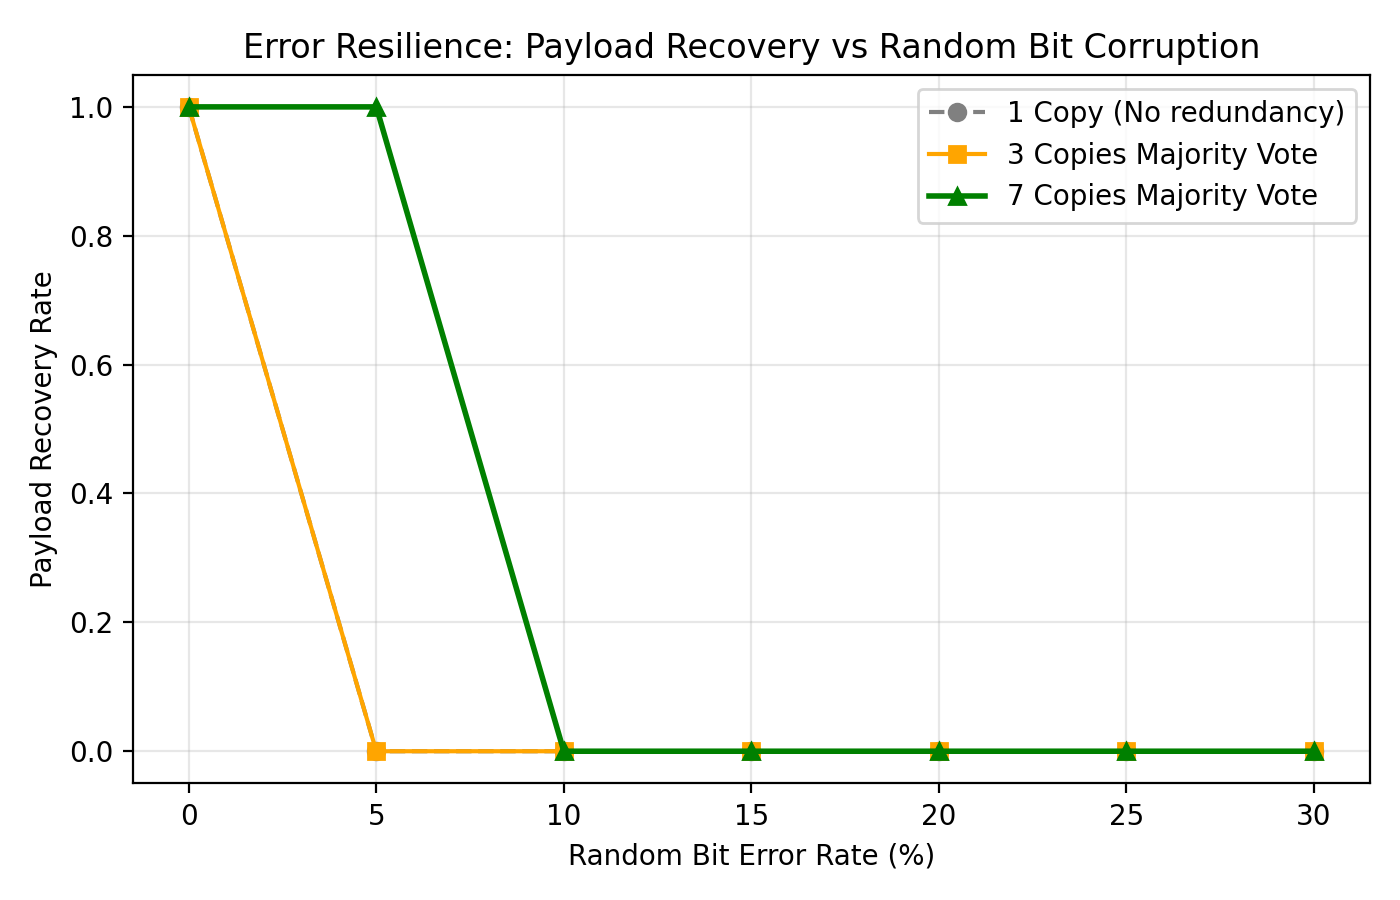 Error Resilience: Payload Recovery vs Random Bit Corruption
1 Copy (No redundancy)
3 Copies Majority Vote
7 Copies Majority Vote
Payload Recovery Rate
1.0
0.8
0.6
0.4
0.2
0.0
0 5 10 15 20 25 30
Random Bit Error Rate (%)